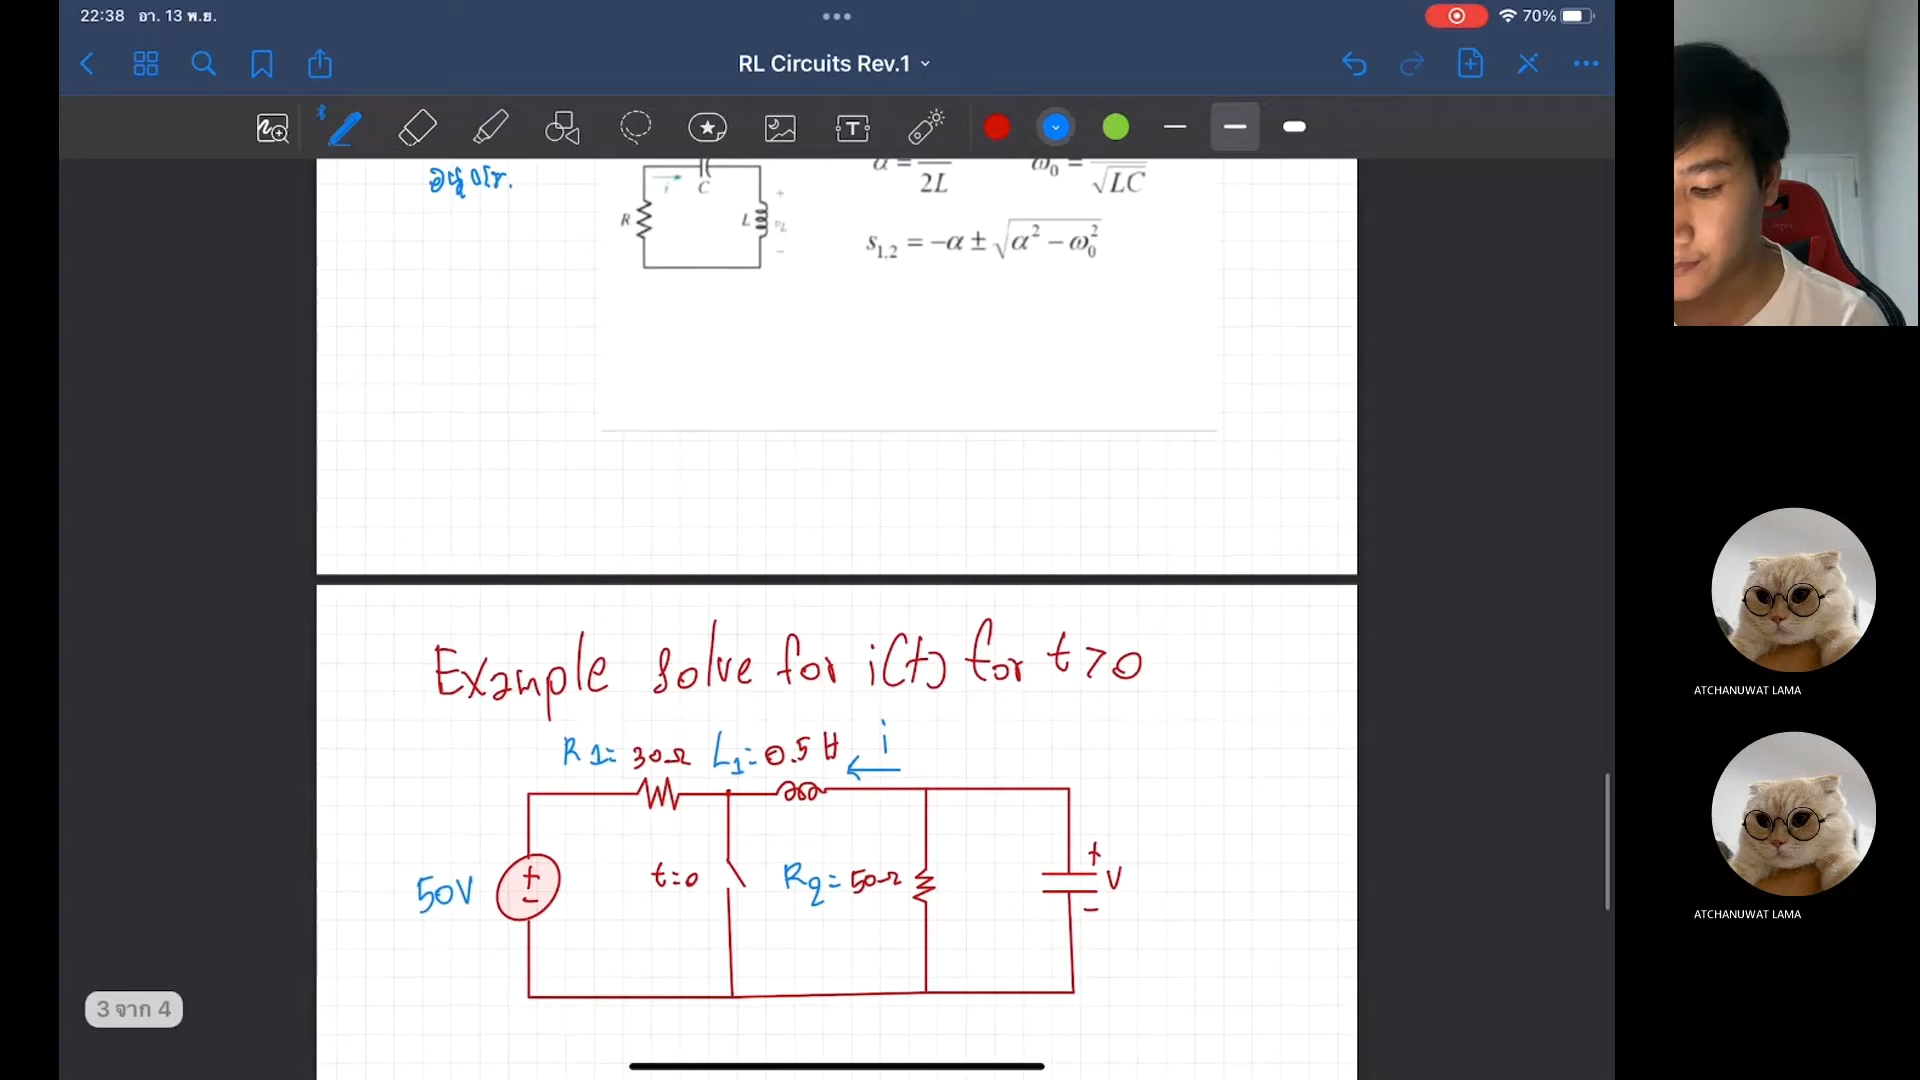 22:38 อา. 13 พ.ย.
70%
RL Circuits Rev.1
T
R i C L + v_L −
α = / 2L
ω₀ = / √LC
s₁,₂ = −α ± √α² − ω₀²
Example solve for i(t) for t > 0
R1 = 30Ω L₁ = 0.5 H i
50V + − t=0 R2 = 50Ω + V −
3 จาก 4
ATCHANUWAT LAMA
ATCHANUWAT LAMA